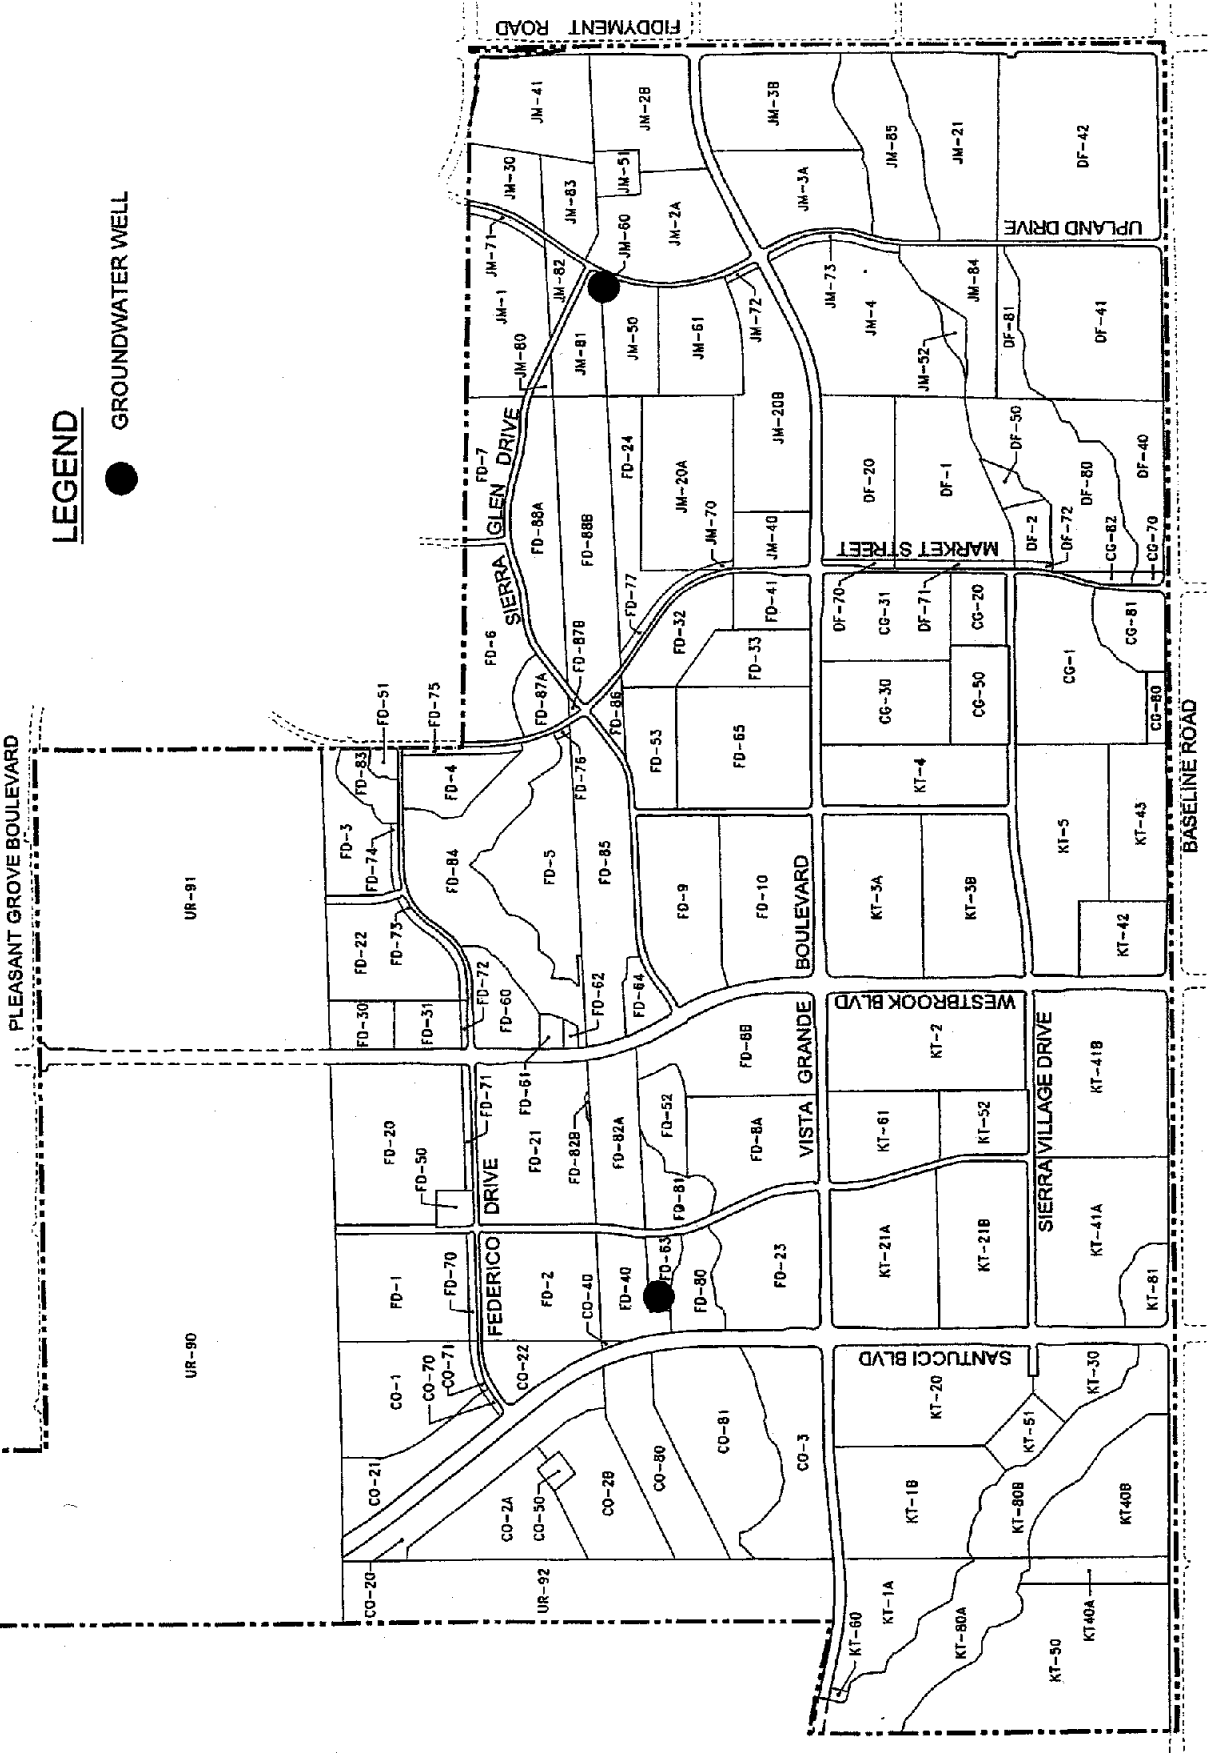 FIDDYMENT ROAD
LEGEND
GROUNDWATER WELL
PLEASANT GROVE BOULEVARD
BASELINE ROAD
UPLAND DRIVE
SIERRA GLEN DRIVE
MARKET STREET
VISTA GRANDE BOULEVARD
WESTBROOK BLVD
SIERRA VILLAGE DRIVE
FEDERICO DRIVE
SANTUCCI BLVD
JM-41
JM-2B
JM-3B
JM-85
JM-21
DF-42
JM-30
JM-83
JM-51
JM-3A
JM-71
JM-60
JM-2A
JM-1
JM-82
JM-73
JM-84
JM-80
JM-81
JM-50
JM-61
JM-72
JM-4
JM-52
DF-81
DF-41
FD-7
FD-24
JM-20B
JM-20A
DF-20
DF-1
DF-50
DF-80
DF-40
FD-88A
FD-88B
JM-70
JM-40
DF-2
DF-72
CG-82
CG-70
FD-6
FD-77
FD-32
FD-41
FD-33
DF-70
CG-31
DF-71
CG-20
CG-81
CG-1
FD-87B
FD-87A
FD-86
FD-53
FD-65
CG-30
CG-50
CG-80
FD-51
FD-75
FD-83
FD-4
FD-76
KT-4
FD-3
FD-74
FD-84
FD-5
FD-85
KT-5
KT-43
UR-91
FD-9
FD-10
KT-3A
KT-3B
KT-42
FD-22
FD-73
FD-72
FD-60
FD-62
FD-64
FD-30
FD-31
FD-61
FD-8B
KT-2
KT-41B
FD-20
FD-71
FD-50
FD-21
FD-82B
FD-82A
FD-52
FD-8A
KT-61
KT-52
FD-81
FD-1
FD-70
FD-2
CO-40
FD-40
FD-63
FD-80
FD-23
KT-21A
KT-21B
KT-41A
KT-81
UR-90
CO-1
CO-70
CO-71
CO-22
KT-20
KT-30
KT-51
CO-21
CO-2A
CO-50
CO-2B
CO-80
CO-81
CO-3
KT-1B
KT-80B
KT40B
CO-20
UR-92
KT-60
KT-1A
KT-80A
KT-50
KT40A